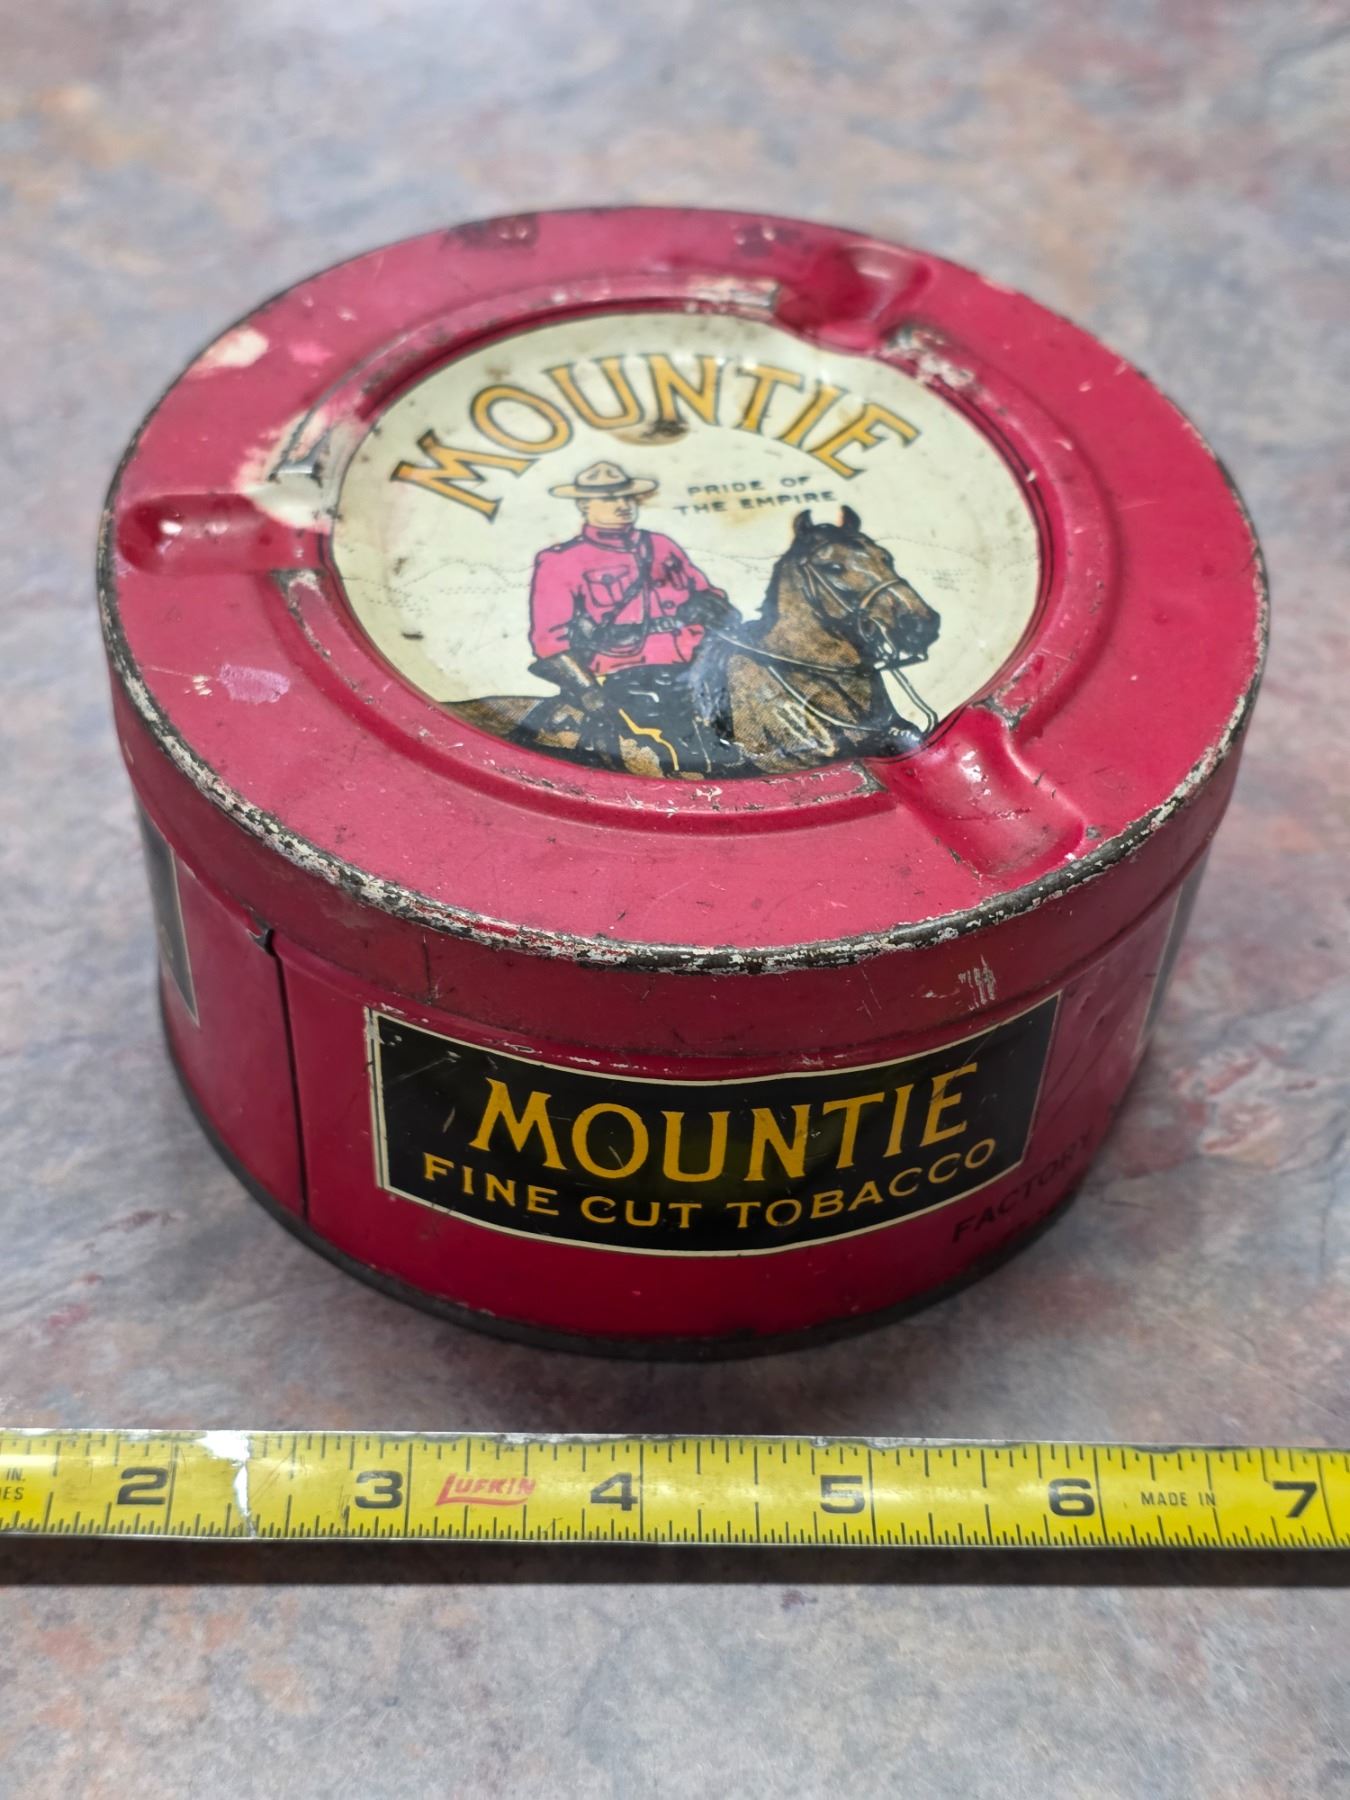 MOUNTIE
PRIDE OF
THE EMPIRE
MOUNTIE
FINE CUT TOBACCO
FACTORY
IN.
2 3 LUFKIN 4 5 6 MADE IN 7